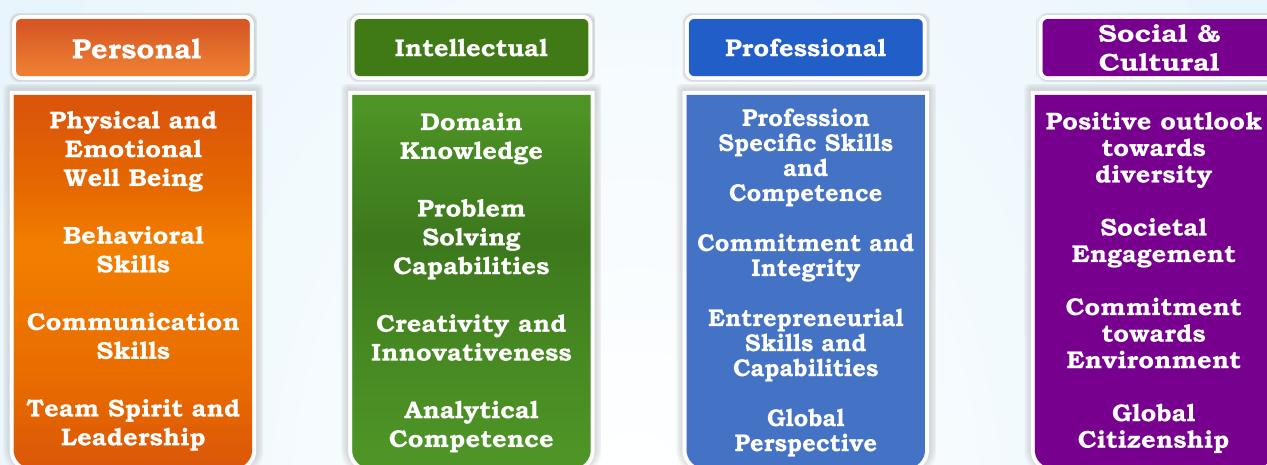 Personal
Physical and
Emotional
Well Being
Behavioral
Skills
Communication
Skills
Team Spirit and
Leadership
Intellectual
Domain
Knowledge
Problem
Solving
Capabilities
Creativity and
Innovativeness
Analytical
Competence
Professional
Profession
Specific Skills
and
Competence
Commitment and
Integrity
Entrepreneurial
Skills and
Capabilities
Global
Perspective
Social &
Cultural
Positive outlook
towards
diversity
Societal
Engagement
Commitment
towards
Environment
Global
Citizenship